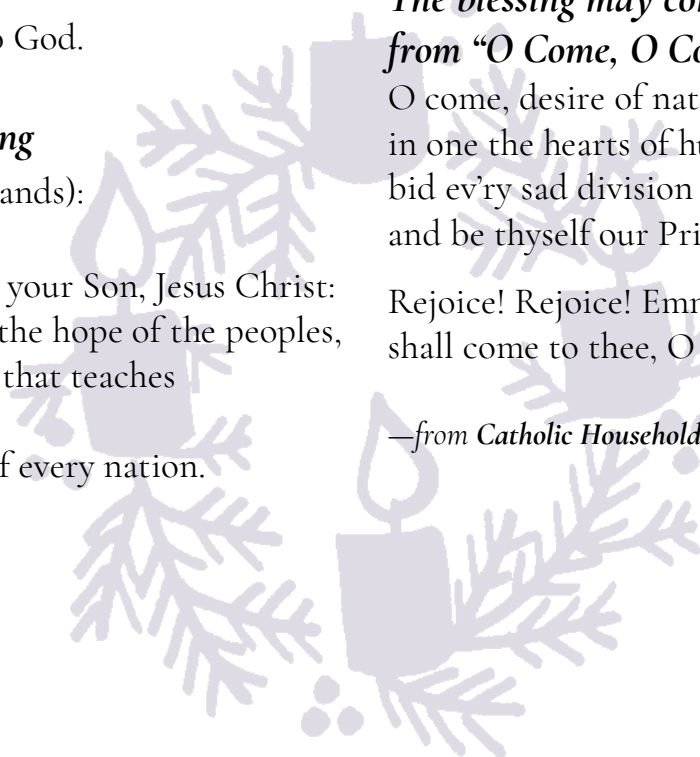 o God.
ng
ands):
your Son, Jesus Christ:
the hope of the peoples,
that teaches
f every nation.
The blessing may co
from “O Come, O Co
O come, desire of nat
in one the hearts of hu
bid ev’ry sad division
and be thyself our Pri
Rejoice! Rejoice! Emm
shall come to thee, O
—from Catholic Household